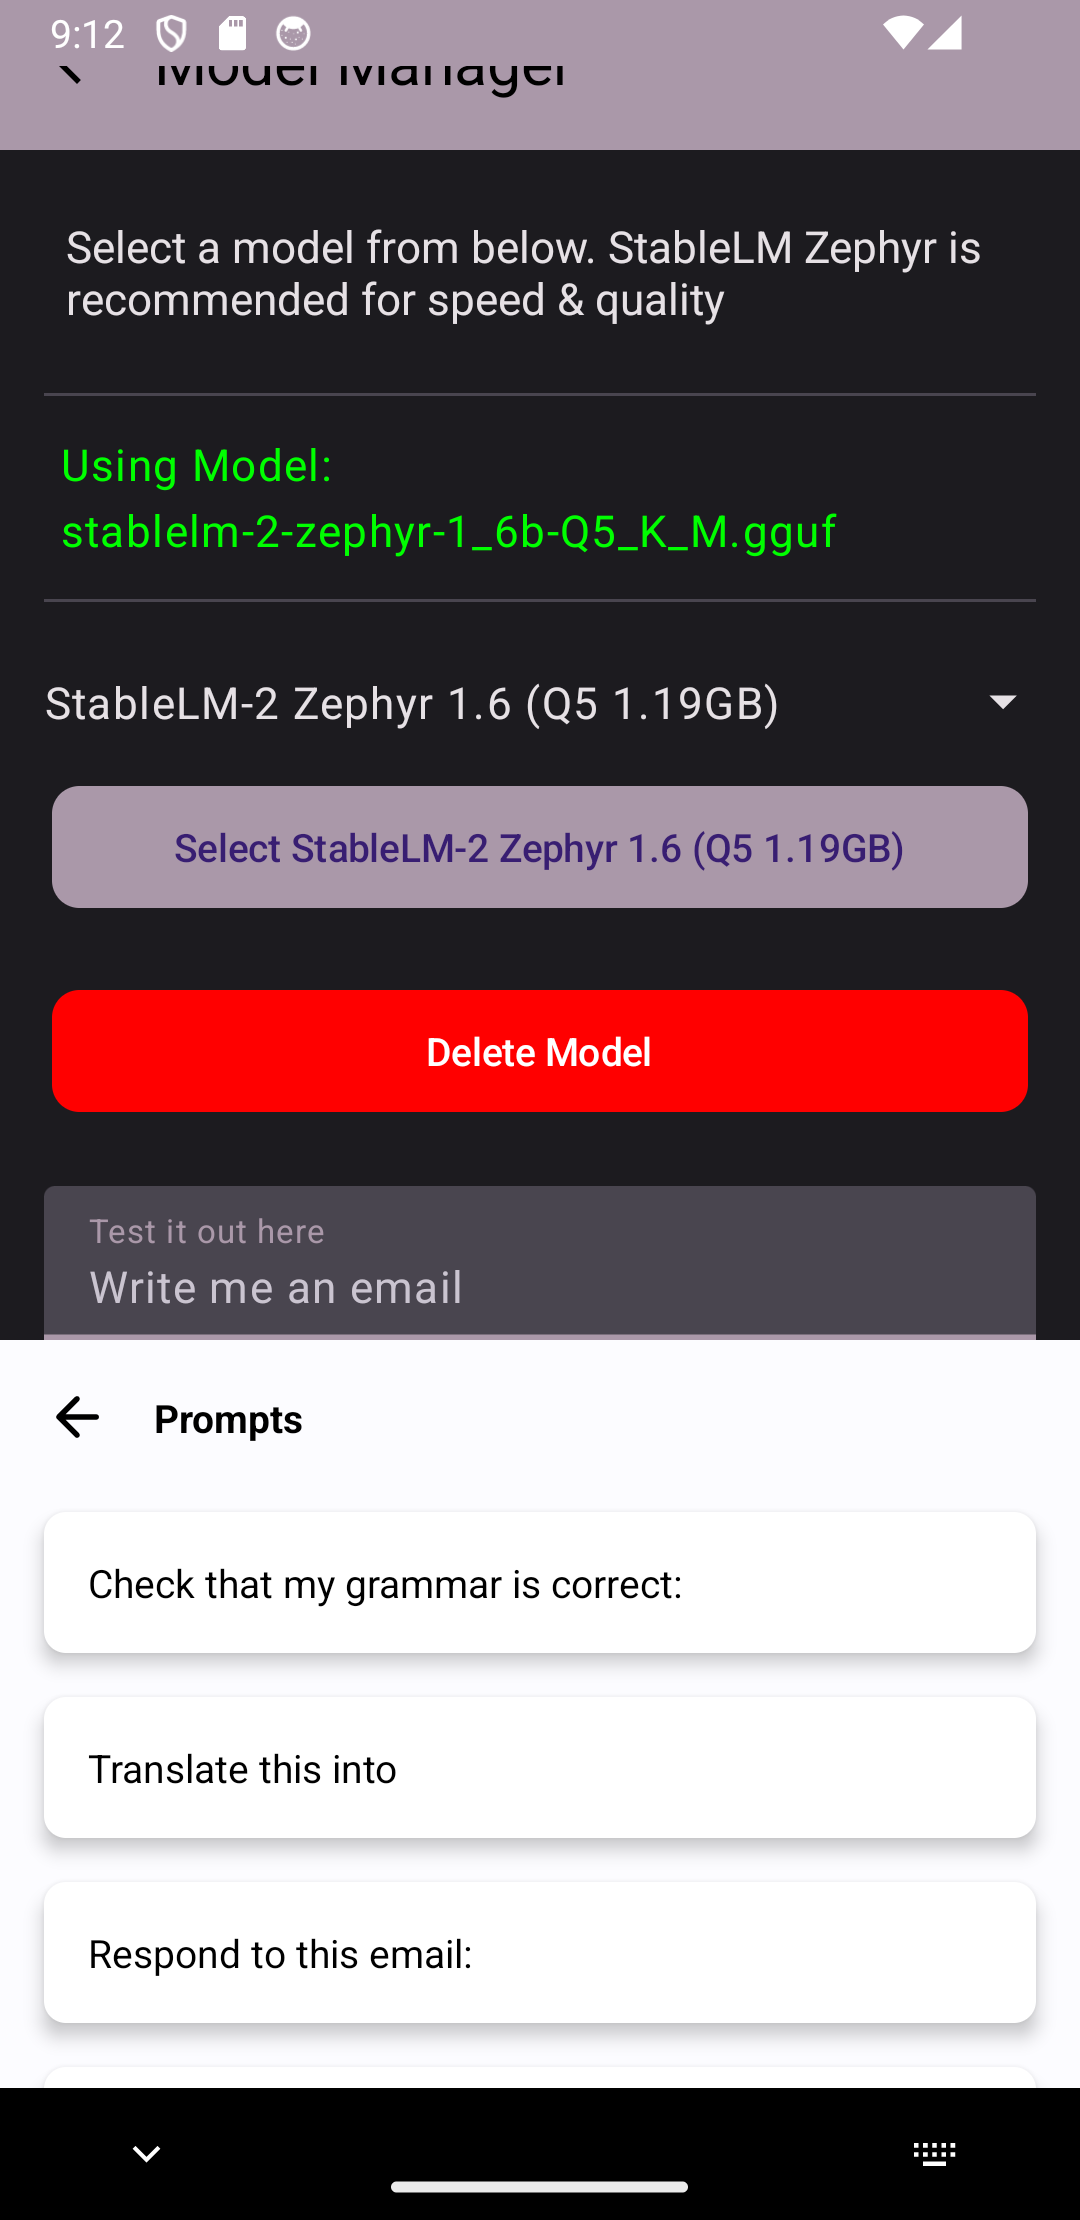 9:12
Model Manager
Select a model from below. StableLM Zephyr is
recommended for speed & quality
Using Model:
stablelm-2-zephyr-1_6b-Q5_K_M.gguf
StableLM-2 Zephyr 1.6 (Q5 1.19GB)
Select StableLM-2 Zephyr 1.6 (Q5 1.19GB)
Delete Model
Test it out here
Write me an email
Prompts
Check that my grammar is correct:
Translate this into
Respond to this email: